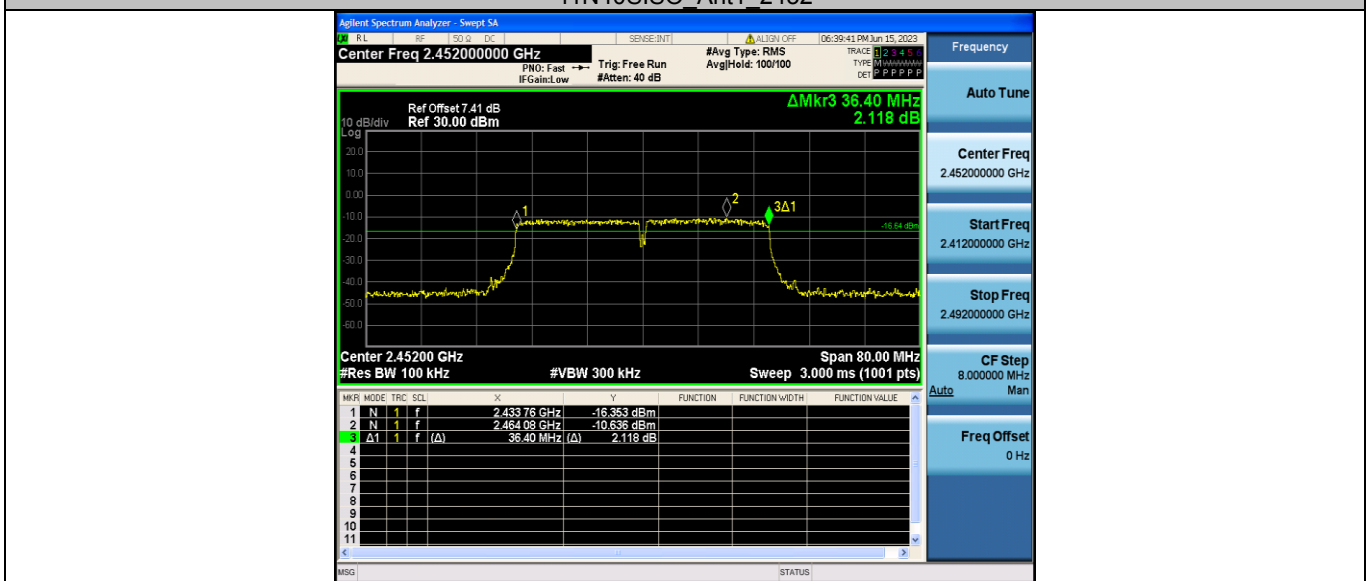 Agilent Spectrum Analyzer - Swept SA
RL RF 50 Ω DC SENSE:INT ALIGN OFF 06:39:41 PM Jun 15, 2023
Center Freq 2.452000000 GHz
PNO: Fast
IFGain:Low
Trig: Free Run
#Atten: 40 dB
#Avg Type: RMS
Avg|Hold: 100/100
TRACE 1 2 3 4 5 6
TYPE M
DET P P P P P P
Ref Offset 7.41 dB
Ref 30.00 dBm
10 dB/div
Log
ΔMkr3 36.40 MHz
2.118 dB
20.0
10.0
0.00
-10.0
-20.0
-30.0
-40.0
-50.0
-60.0
1
2
3Δ1
-16.64 dBm
Center 2.45200 GHz Span 80.00 MHz
#Res BW 100 kHz #VBW 300 kHz Sweep 3.000 ms (1001 pts)
MKR MODE TRC SCL X Y FUNCTION FUNCTION WIDTH FUNCTION VALUE
1 N 1 f 2.433 76 GHz -16.353 dBm
2 N 1 f 2.464 08 GHz -10.636 dBm
3 Δ1 1 f (Δ) 36.40 MHz (Δ) 2.118 dB
4
5
6
7
8
9
10
11
MSG STATUS
Frequency
Auto Tune
Center Freq
2.452000000 GHz
Start Freq
2.412000000 GHz
Stop Freq
2.492000000 GHz
CF Step
8.000000 MHz
Auto Man
Freq Offset
0 Hz